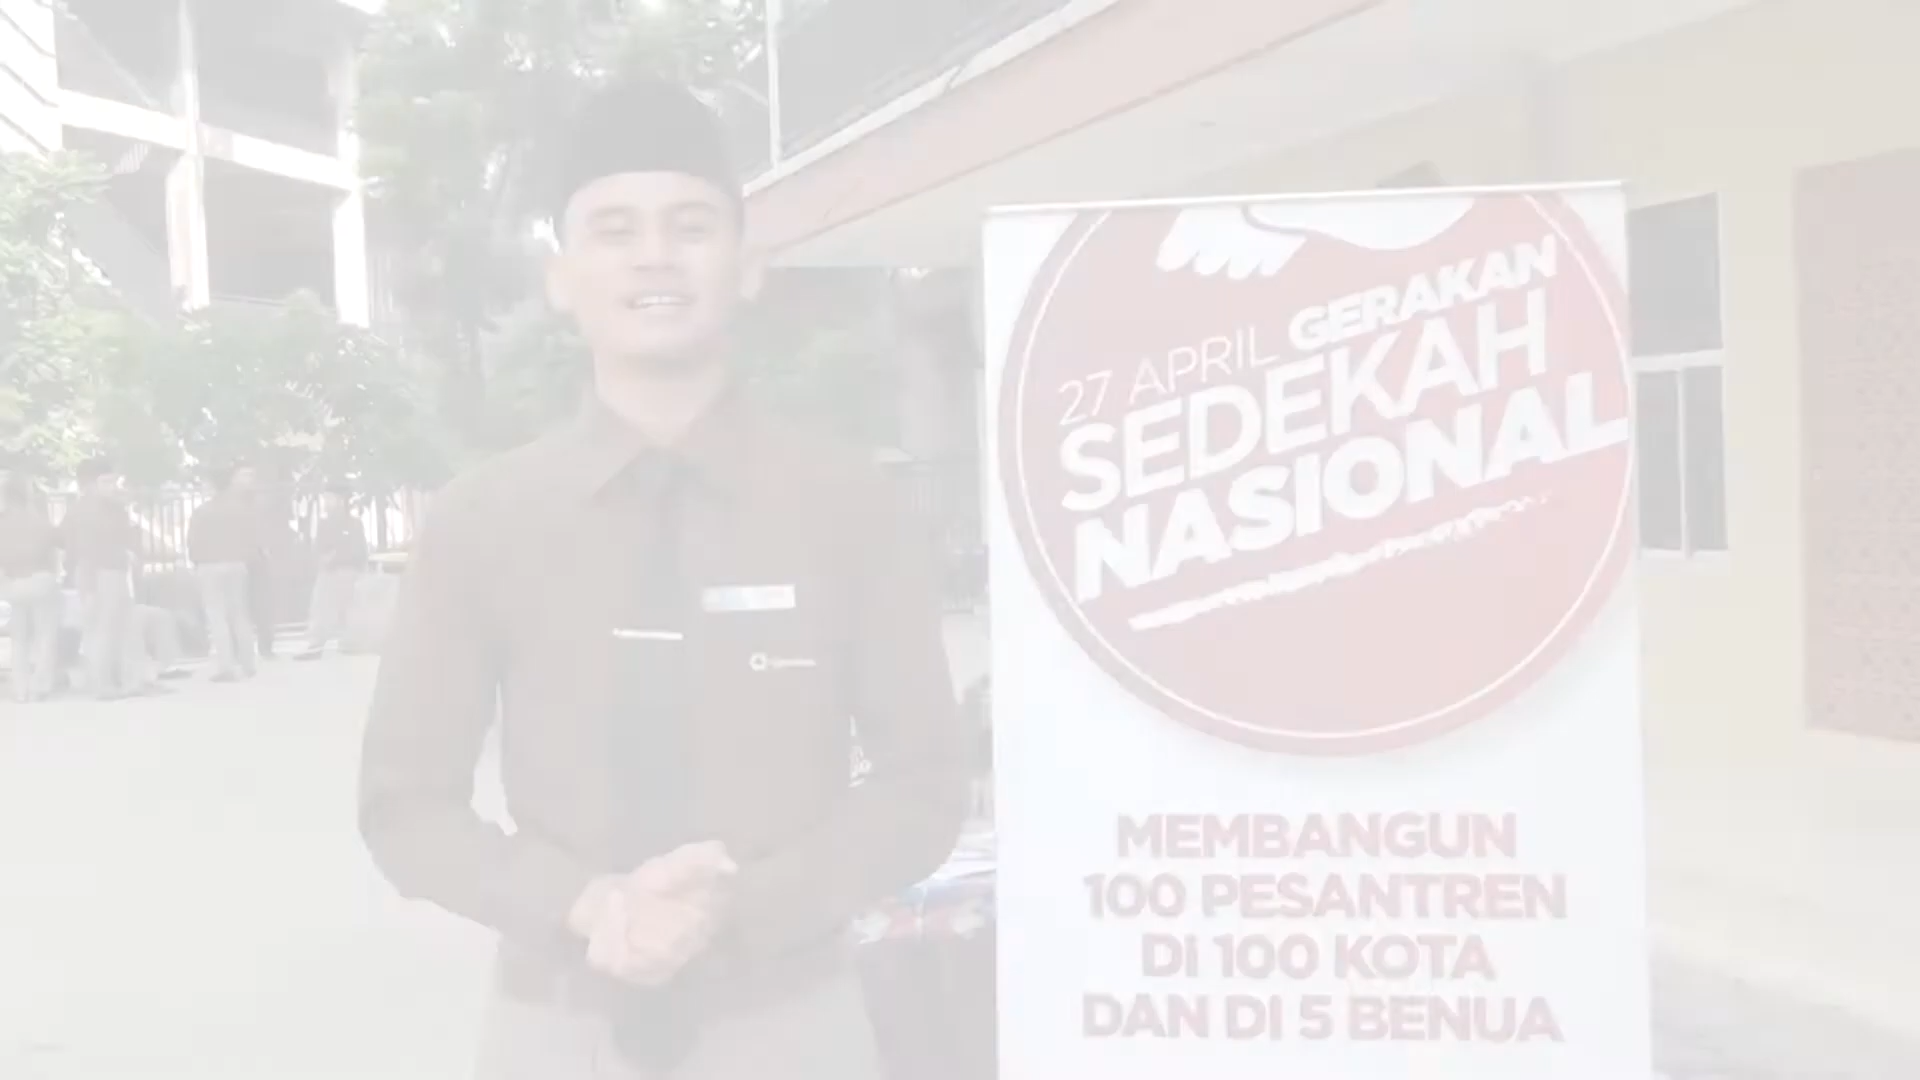 27 APRIL GERAKAN
SEDEKAH
NASIONAL
MEMBANGUN
100 PESANTREN
DI 100 KOTA
DAN DI 5 BENUA